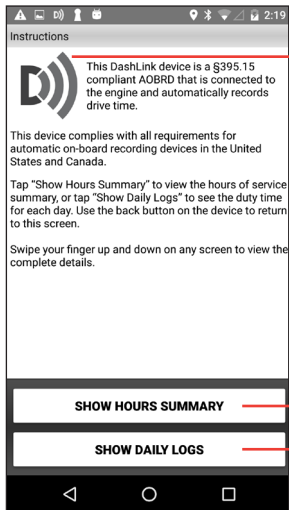 2:19
Instructions
This DashLink device is a §395.15
compliant AOBRD that is connected to
the engine and automatically records
drive time.
This device complies with all requirements for
automatic on-board recording devices in the United
States and Canada.
Tap “Show Hours Summary” to view the hours of service
summary, or tap “Show Daily Logs” to see the duty time
for each day. Use the back button on the device to return
to this screen.
Swipe your finger up and down on any screen to view the
complete details.
SHOW HOURS SUMMARY
SHOW DAILY LOGS